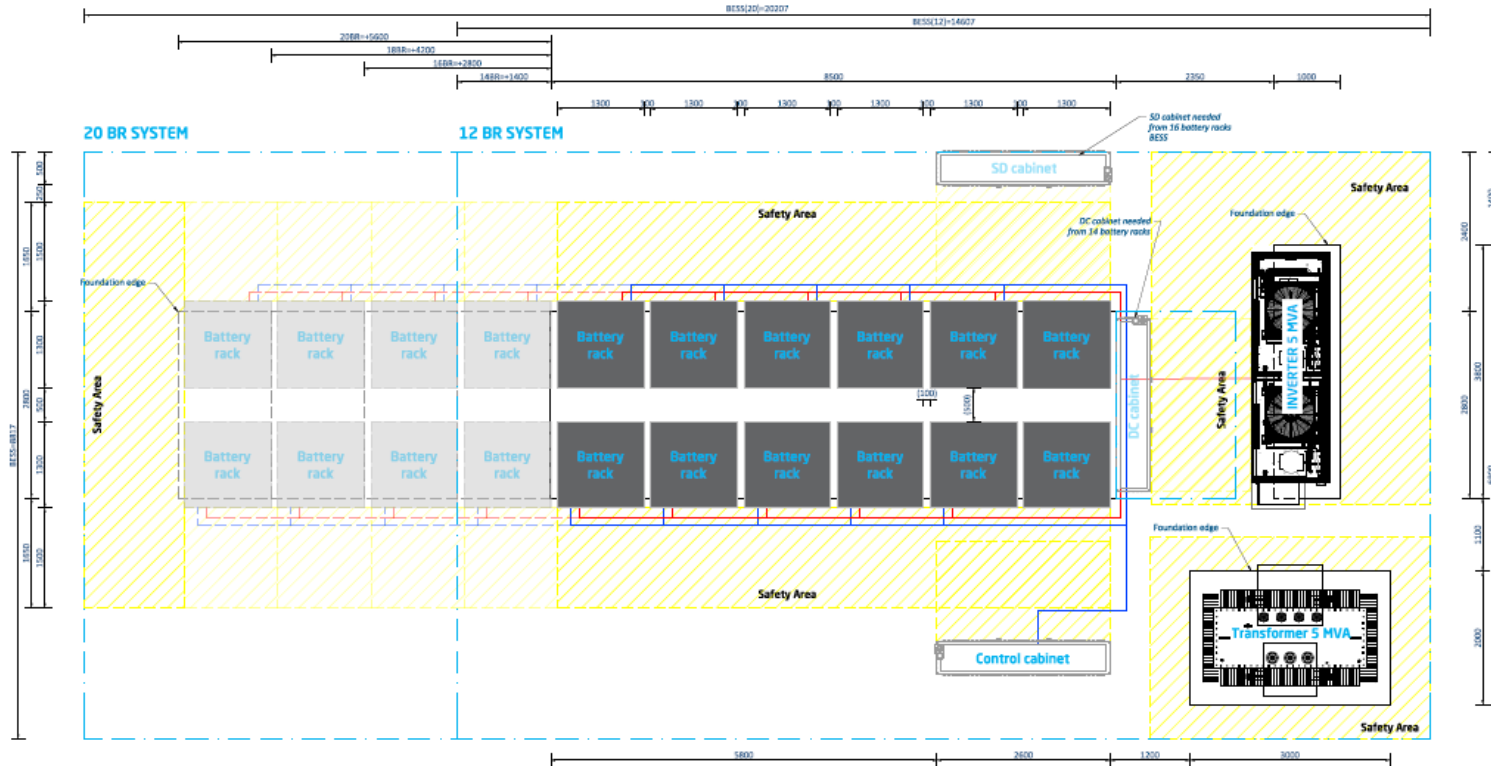 BESS(20)=20207
BESS(12)=14607
20BR=+5600
18BR=+4200
16BR=+2800
14BR=+1400
8500
2350
1000
1300
1300
1300
1300
1300
1300
20 BR SYSTEM
12 BR SYSTEM
SD cabinet needed
from 16 battery racks
BESS
SD cabinet
Safety Area
Safety Area
DC cabinet needed
from 14 battery racks
Foundation edge
Foundation edge
500
250
1650
1500
2400
Battery
rack
Battery
rack
Battery
rack
Battery
rack
Battery
rack
Battery
rack
Battery
rack
Battery
rack
Battery
rack
Battery
rack
1300
2800
500
1300
BESS=8817
Safety Area
(100)
(500)
DC cabinet
Safety Area
INVERTER 5 MVA
3800
2800
Battery
rack
Battery
rack
Battery
rack
Battery
rack
Battery
rack
Battery
rack
Battery
rack
Battery
rack
Battery
rack
Battery
rack
1650
1500
Foundation edge
1100
Safety Area
2000
Transformer 5 MVA
Control cabinet
Safety Area
5800
2600
1200
3000